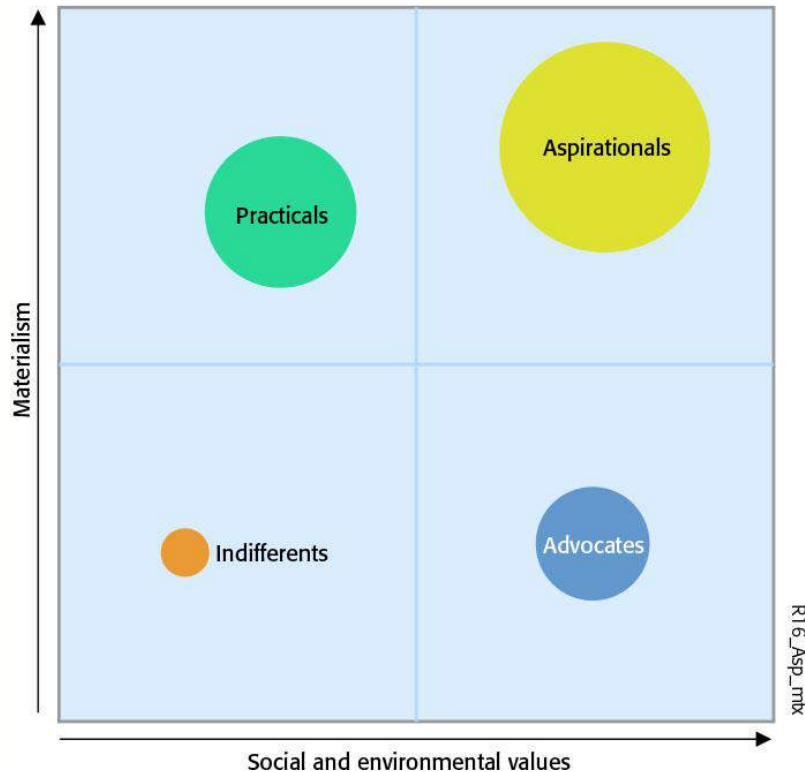 Aspirationals
Practicals
Materialism
Indifferents
Advocates
R16_Asp_mtx
Social and environmental values